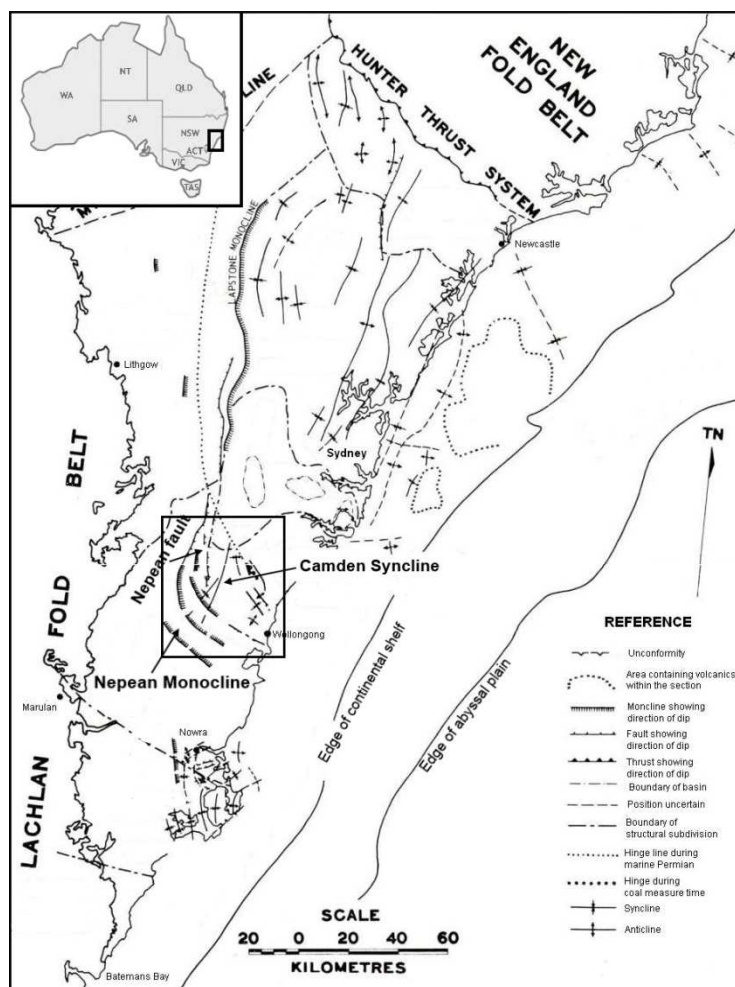 WA
NT
QLD
SA
NSW
ACT
VIC
TAS
LINE
HUNTER THRUST SYSTEM
NEW
ENGLAND
FOLD BELT
LAPSTONE MONOCLINE
Newcastle
Lithgow
Sydney
TN
LACHLAN FOLD BELT
Nepean fault
Camden Syncline
Wollongong
Nepean Monocline
Marulan
Nowra
Batemans Bay
Edge of continental shelf
Edge of abyssal plain
REFERENCE
Unconformity
Area containing volcanics
within the section
Moncline showing
direction of dip
Fault showing
direction of dip
Thrust showing
direction of dip
Boundary of basin
Position uncertain
Boundary of
structural subdivision
Hinge line during
marine Permian
Hinge during
coal measure time
Syncline
Anticline
SCALE
20 0 20 40 60
KILOMETRES